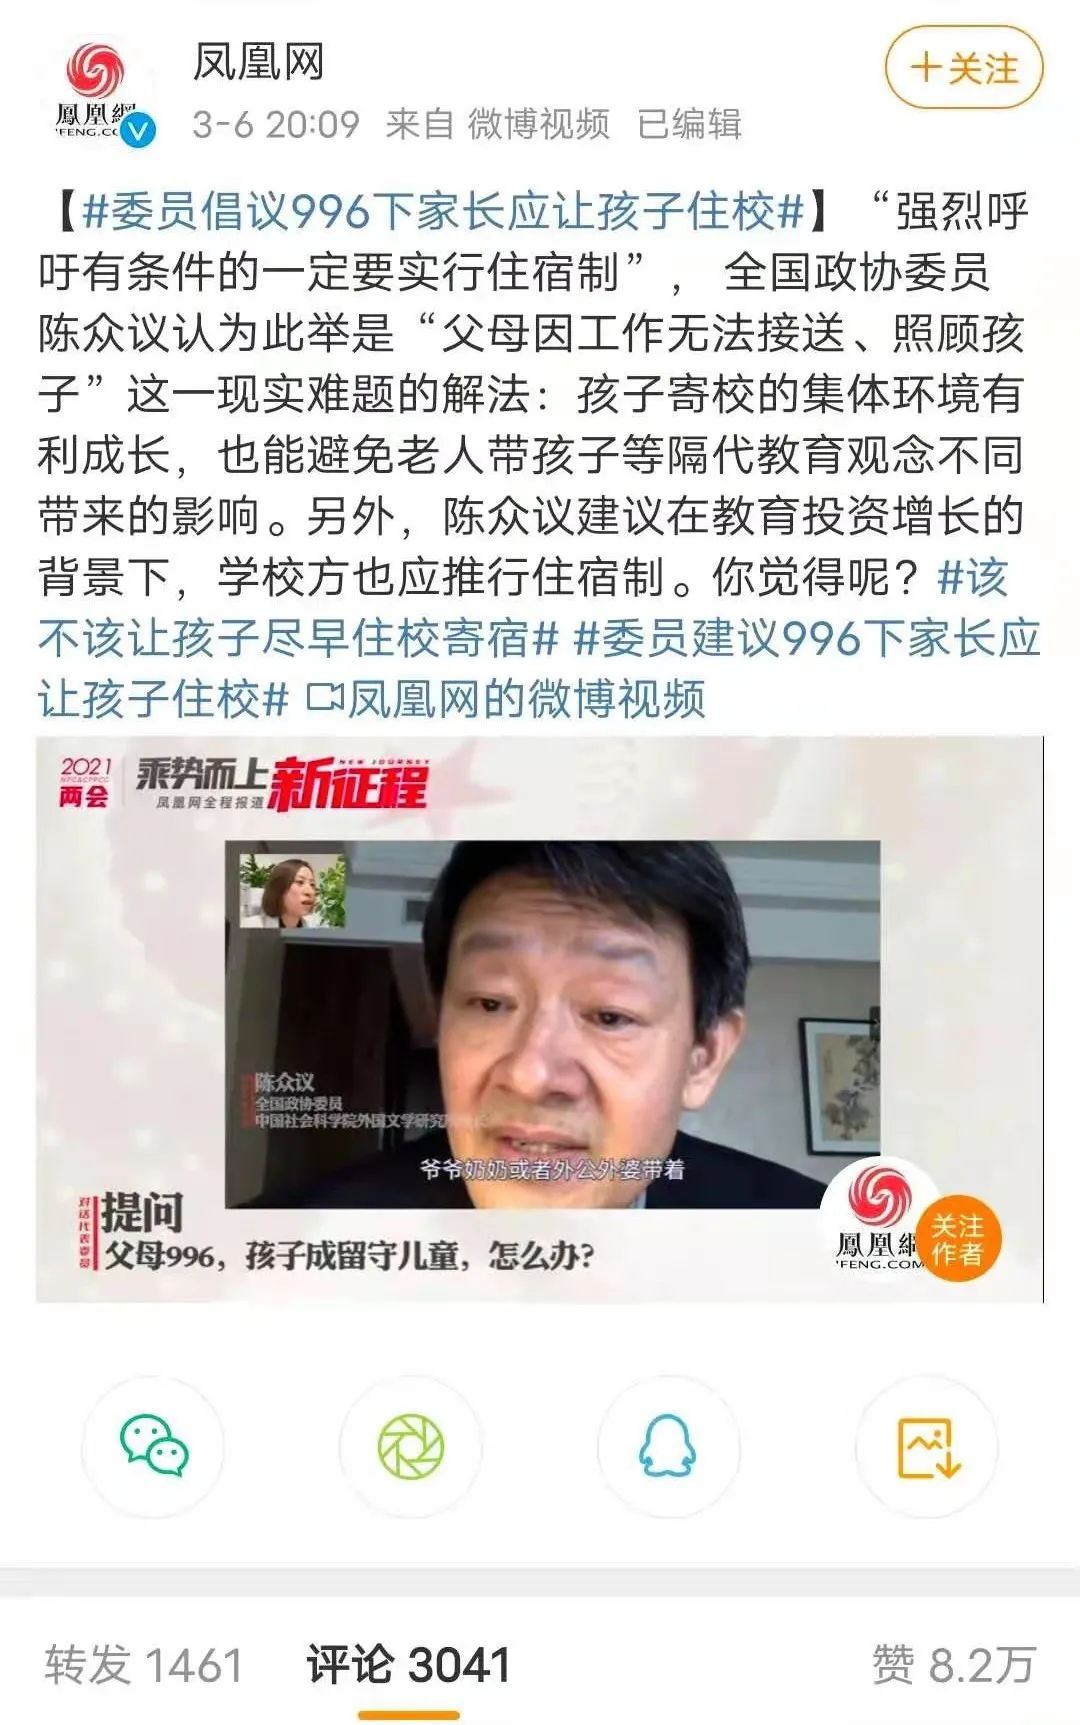 凤凰网
+关注
鳳凰網
3-6 20:09 来自 微博视频 已编辑
【#委员倡议996下家长应让孩子住校#】“强烈呼
吁有条件的一定要实行住宿制”，全国政协委员
陈众议认为此举是“父母因工作无法接送、照顾孩
子”这一现实难题的解法：孩子寄校的集体环境有
利成长，也能避免老人带孩子等隔代教育观念不同
带来的影响。另外，陈众议建议在教育投资增长的
背景下，学校方也应推行住宿制。你觉得呢？#该
不该让孩子尽早住校寄宿# #委员建议996下家长应
让孩子住校# 凤凰网的微博视频
2021
NPC&CPPCC
两会
乘势而上
凤凰网全程报道
NEW JOURNEY
新征程
陈众议
全国政协委员
中国社会科学院外国文学研究
爷爷奶奶或者外公外婆带着
对话代表委员
提问
父母996，孩子成留守儿童，怎么办?
鳳凰網
'FENG.COM
关注
作者
转发 1461 评论 3041 赞 8.2万